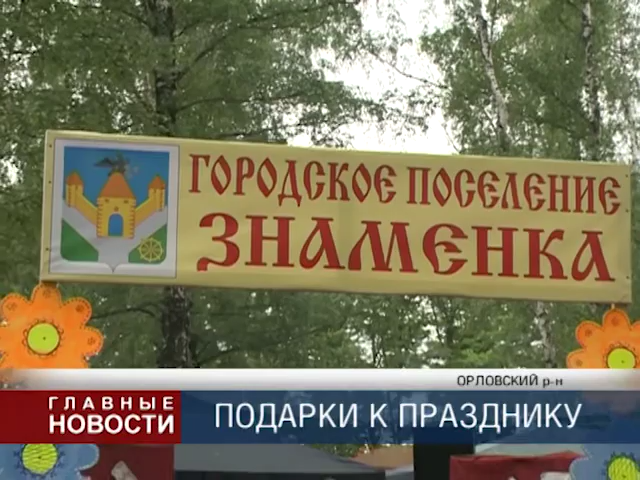 ГОРОДСКОЕ ПОСЕЛЕНИЕ
ЗНАМЕНКА
ОРЛОВСКИЙ р-н
ГЛАВНЫЕ
НОВОСТИ
ПОДАРКИ К ПРАЗДНИКУ